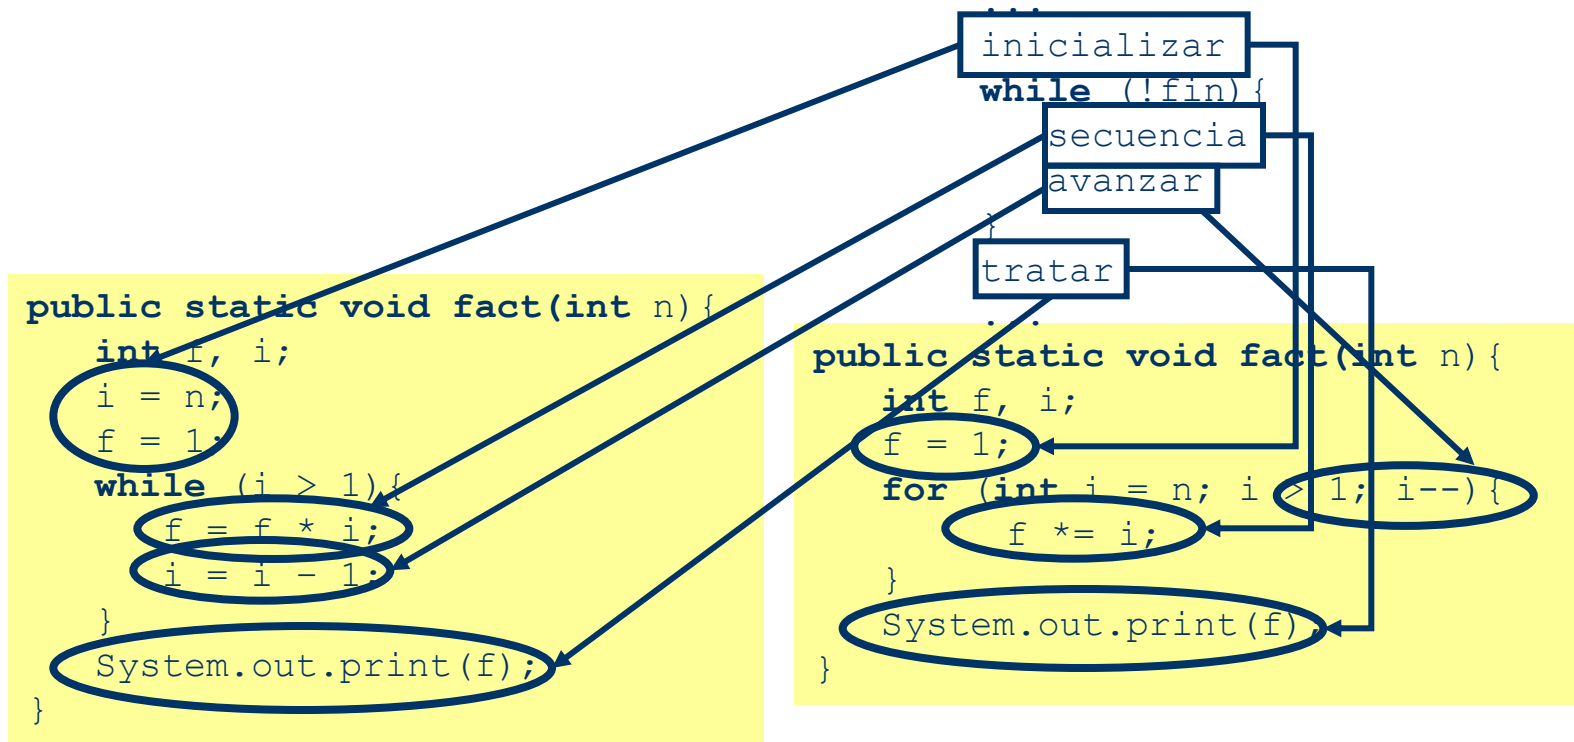 ...
inicializar
while (!fin){
secuencia
avanzar
}
tratar
...
public static void fact(int n){
int f, i;
i = n;
f = 1;
while (i > 1){
f = f * i;
i = i - 1;
}
System.out.print(f);
}
public static void fact(int n){
int f, i;
f = 1;
for (int i = n; i > 1; i--){
f *= i;
}
System.out.print(f);
}